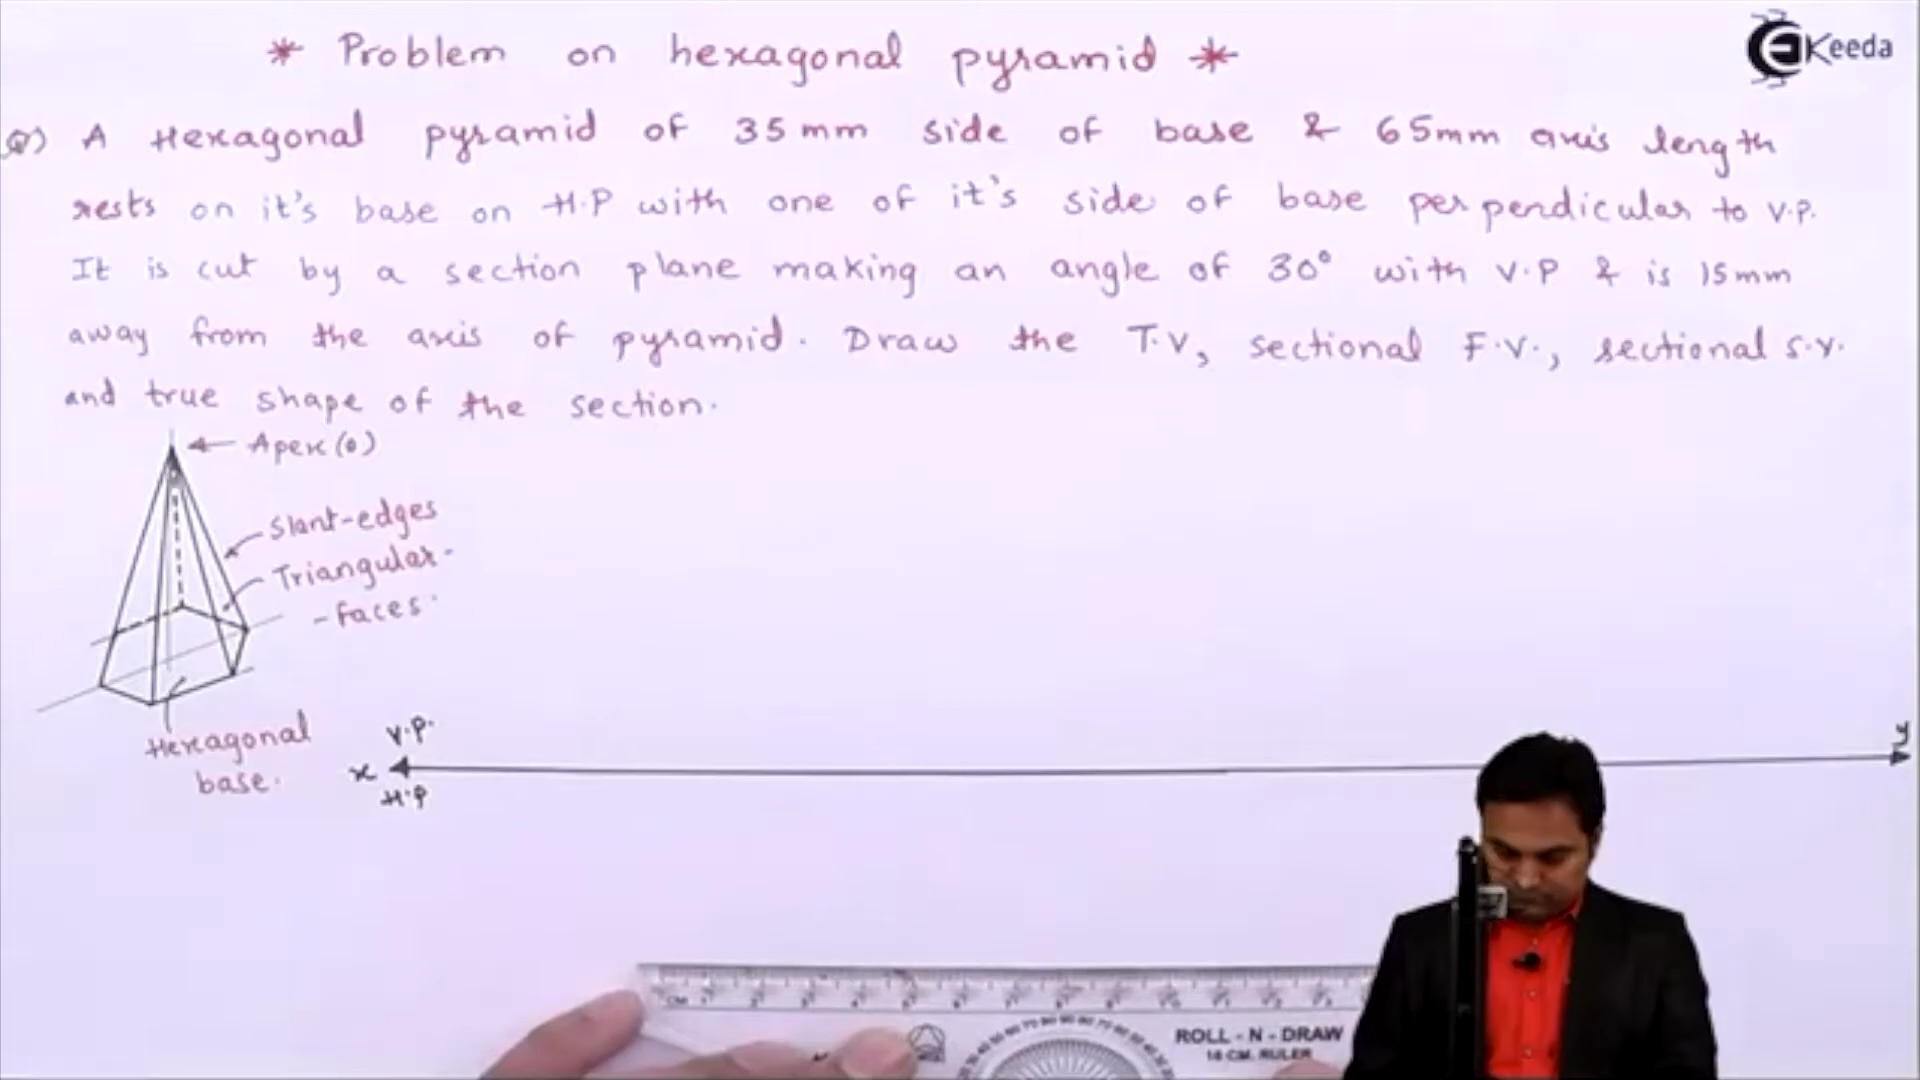 * Problem on hexagonal pyramid *
EKeeda
Q) A Hexagonal pyramid of 35mm side of base & 65mm axis length
rests on it's base on H.P with one of it's side of base perpendicular to V.P.
It is cut by a section plane making an angle of 30° with V.P & is 15mm
away from the axis of pyramid. Draw the T.V, sectional F.V., sectional S.V.
and true shape of the section.
Apex (o)
Slant-edges
Triangular-
-faces.
Hexagonal
base.
V.P.
x
H.P
y
CM
ROLL - N - DRAW